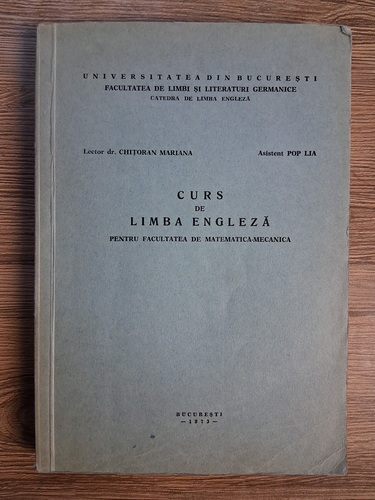 UNIVERSITATEA DIN BUCUREȘTI
FACULTATEA DE LIMBI ȘI LITERATURI GERMANICE
CATEDRA DE LIMBA ENGLEZĂ
Lector dr. CHIȚORAN MARIANA Asistent POP LIA
CURS
DE
LIMBA ENGLEZĂ
PENTRU FACULTATEA DE MATEMATICA-MECANICA
BUCUREȘTI
—1973—